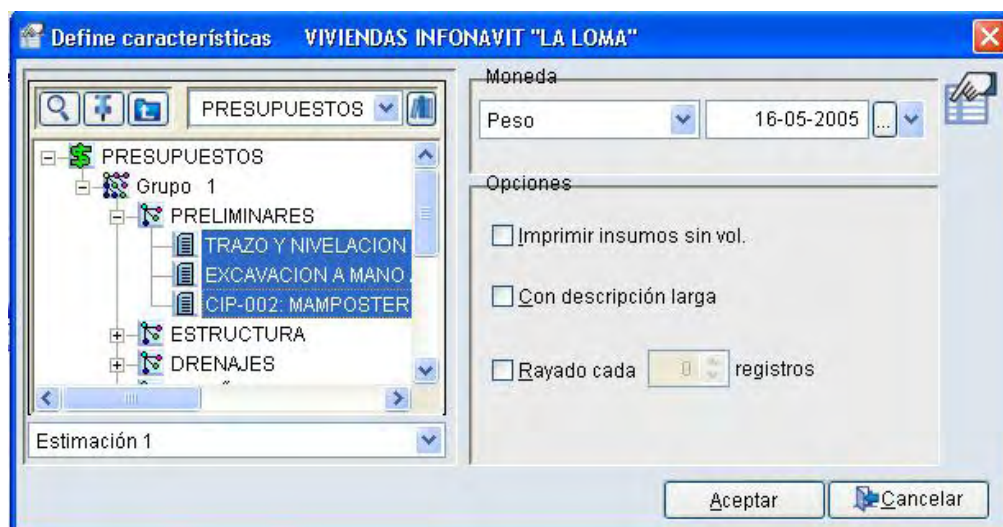 Define características VIVIENDAS INFONAVIT "LA LOMA"
PRESUPUESTOS
PRESUPUESTOS
Grupo 1
PRELIMINARES
TRAZO Y NIVELACION
EXCAVACION A MANO
CIP-002: MAMPOSTER
ESTRUCTURA
DRENAJES
Estimación 1
Moneda
Peso
16-05-2005
...
Opciones
Imprimir insumos sin vol.
Con descripción larga
Rayado cada 0 registros
Aceptar
Cancelar